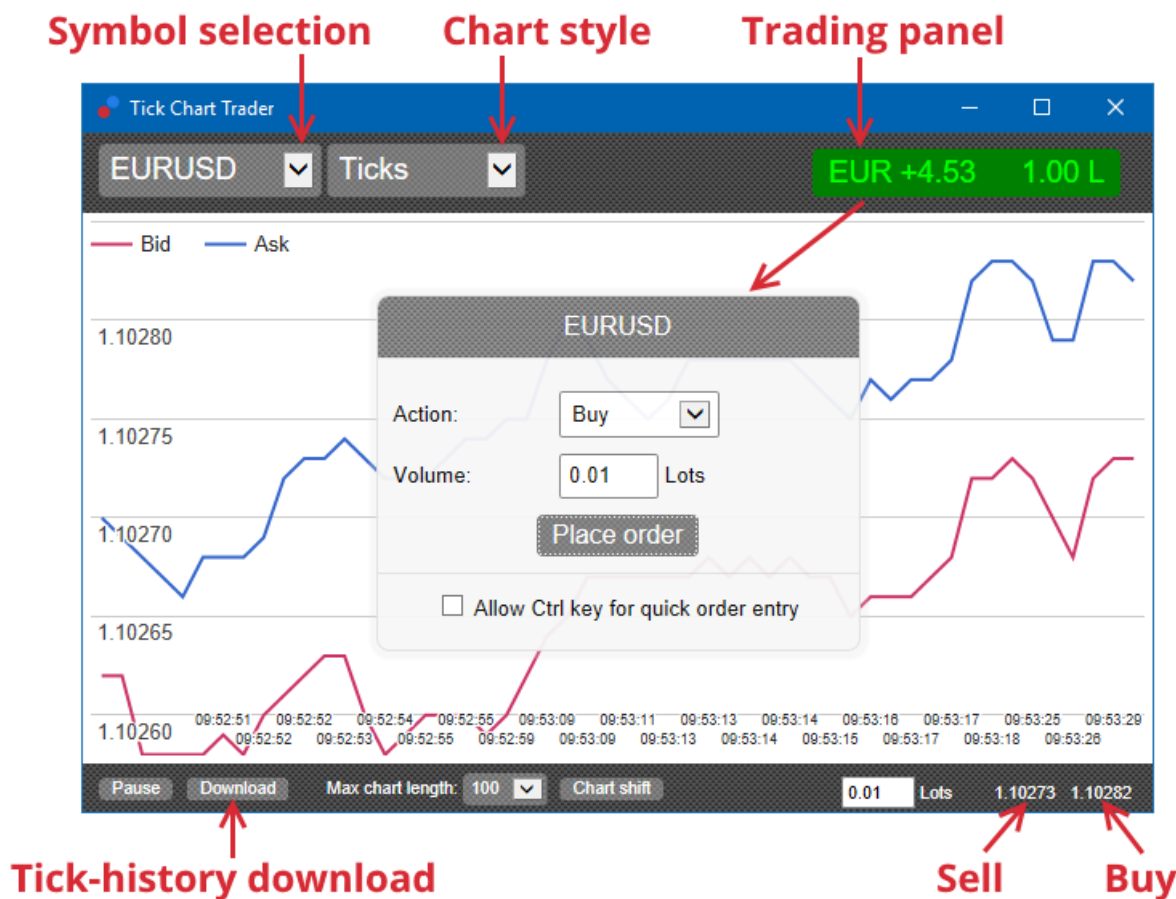 Symbol selection Chart style Trading panel
Tick Chart Trader
EURUSD Ticks EUR +4.53 1.00 L
Bid Ask
EURUSD
1.10280
Action: Buy
1.10275
Volume: 0.01 Lots
1.10270
Place order
Allow Ctrl key for quick order entry
1.10265
09:52:51 09:52:52 09:52:54 09:52:55 09:53:09 09:53:11 09:53:13 09:53:14 09:53:16 09:53:17 09:53:25 09:53:29
1.10260
09:52:52 09:52:53 09:52:55 09:52:59 09:53:09 09:53:13 09:53:14 09:53:15 09:53:17 09:53:18 09:53:26
Pause Download Max chart length: 100 Chart shift 0.01 Lots 1.10273 1.10282
Tick-history download Sell Buy